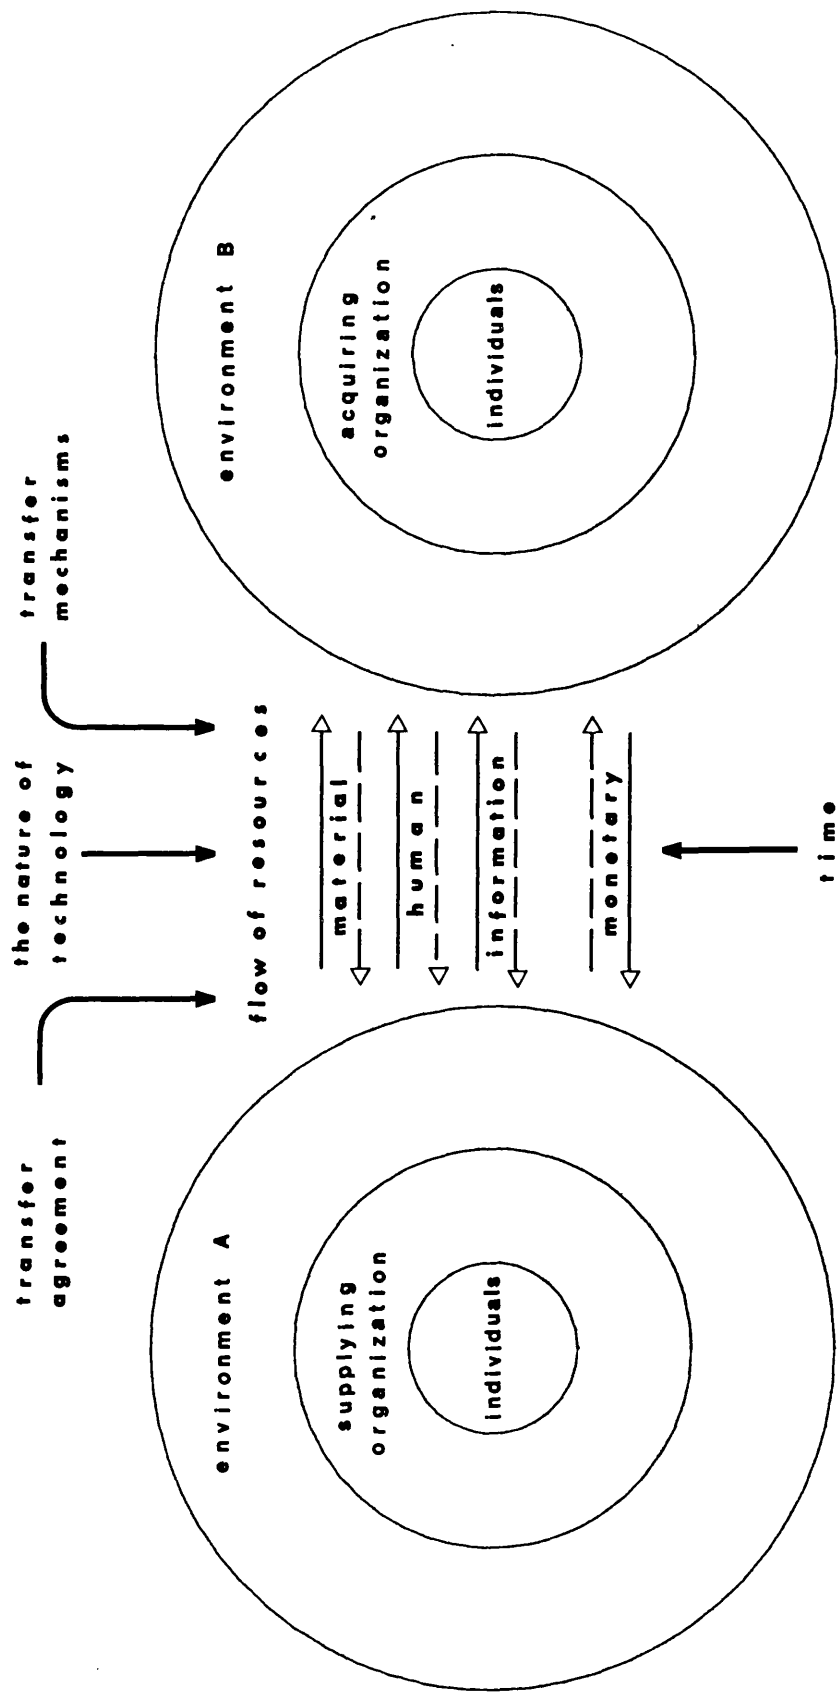 transfer
agreement
the nature of
technology
transfer
mechanisms
flow of resources
environment A
supplying
organization
individuals
material
human
information
monetary
environment B
acquiring
organization
individuals
time